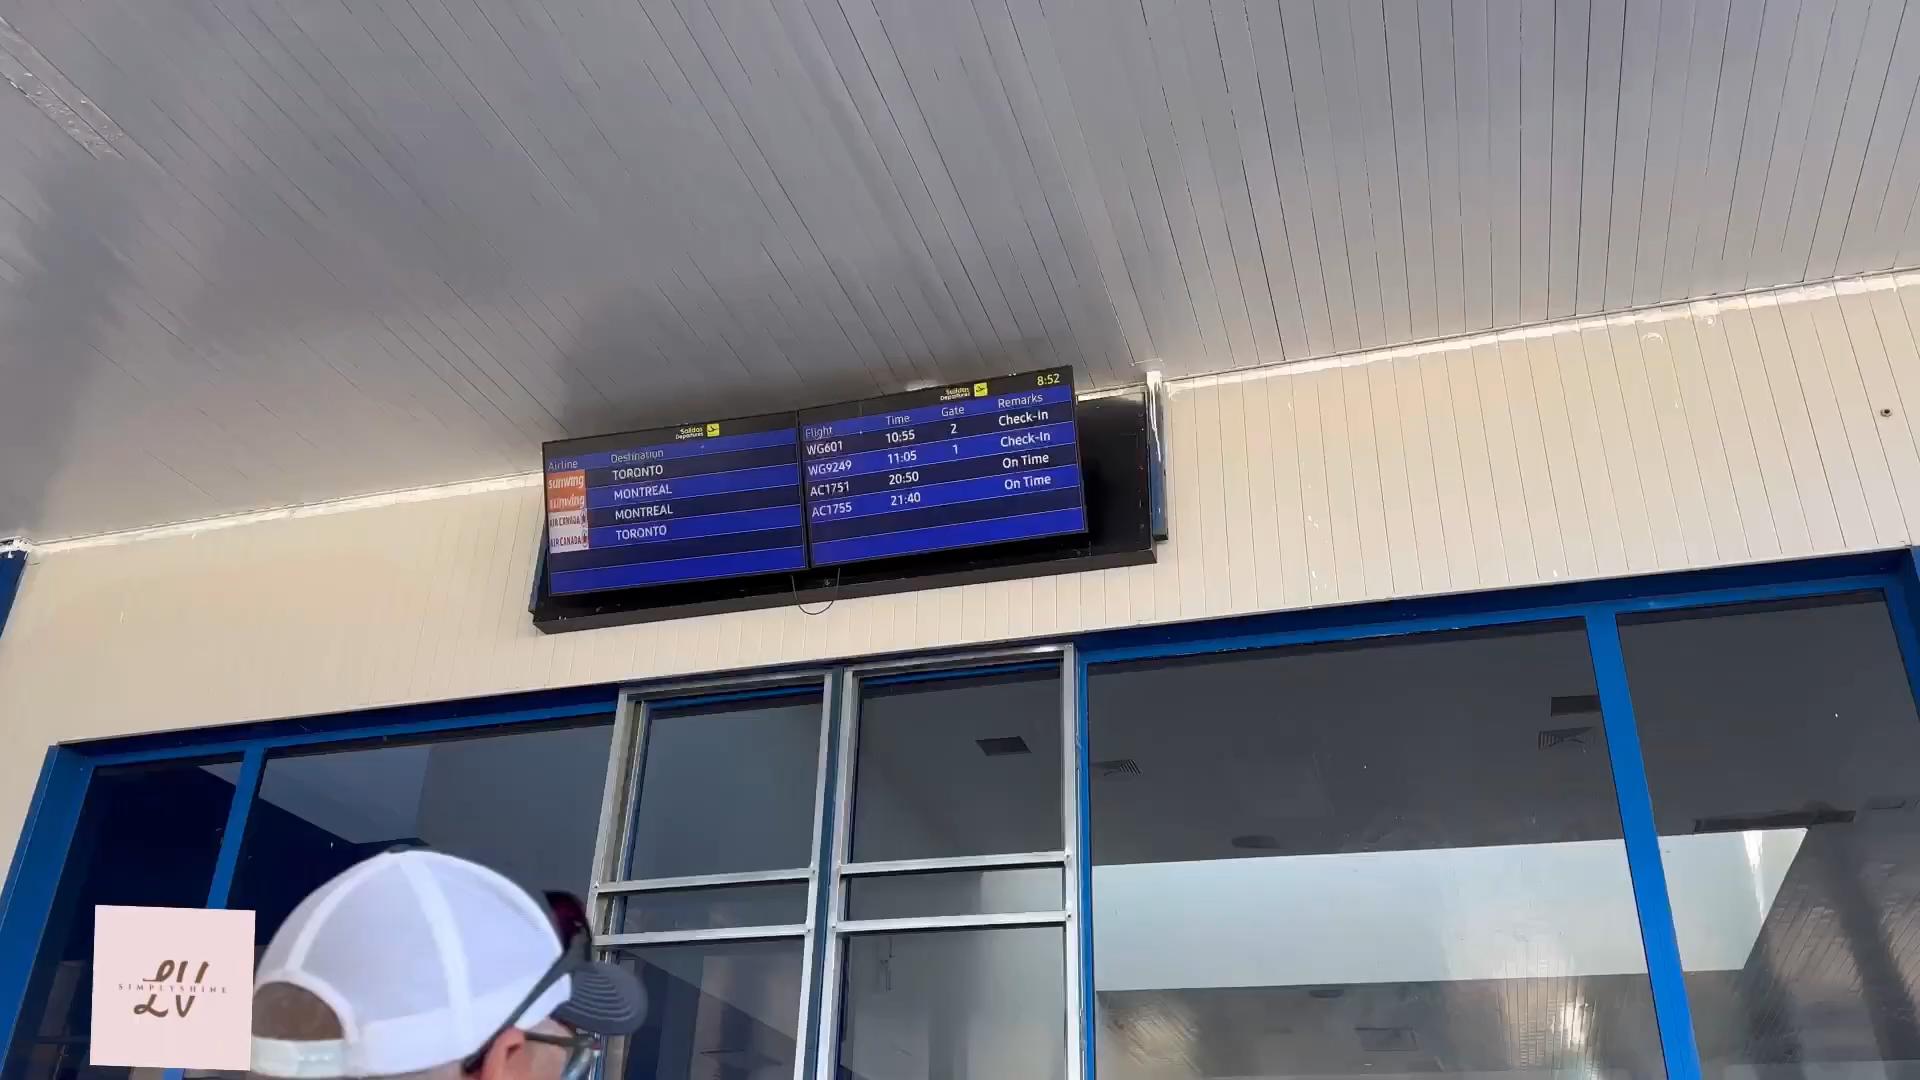 Salidas
Departures
Airline Destination
sunwing TORONTO
sunwing MONTREAL
AIR CANADA MONTREAL
AIR CANADA TORONTO
Salidas
Departures
8:52
Flight Time Gate Remarks
WG601 10:55 2 Check-In
WG9249 11:05 1 Check-In
AC1751 20:50 On Time
AC1755 21:40 On Time
SIMPLYSHINE
LV